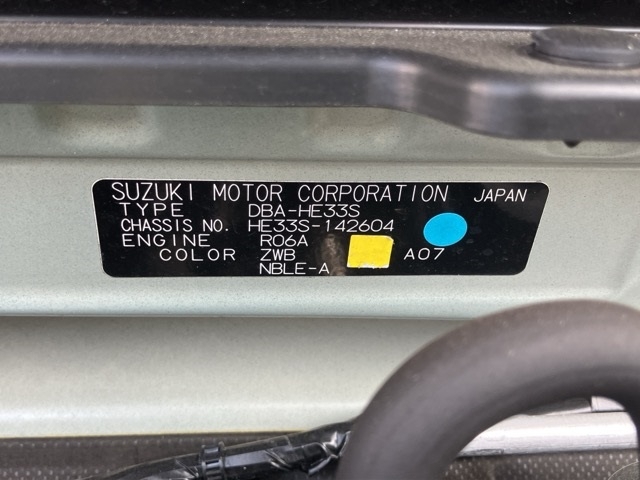 SUZUKI MOTOR CORPORATION JAPAN
TYPE DBA-HE33S
CHASSIS NO. HE33S-142604
ENGINE R06A
COLOR ZWB A07
NBLE-A